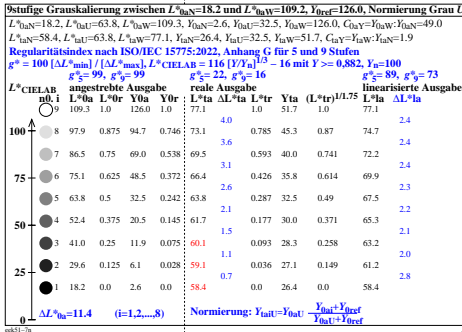 9stufige Grauskalierung zwischen L*0aN=18.2 und L*0aW=109.2, Y0ref=126.0, Normierung Grau U
L*0aN=18.2, L*0aU=63.8, L*0aW=109.3, Y0aN=2.6, Y0aU=32.5, Y0aW=126.0, C0aY=Y0aW:Y0aN=49.0
L*taN=58.4, L*taU=63.8, L*taW=77.1, YtaN=26.4, YtaU=32.5, YtaW=51.7, CtaY=YtaW:YtaN=1.9
Regularitätsindex nach ISO/IEC 15775:2022, Anhang G für 5 und 9 Stufen
g* = 100 [ΔL*min] / [ΔL*max], L*CIELAB = 116 [Y/Yn]1/3 - 16 mit Y >= 0,882, Yn=100
g*5= 99, g*9= 99 g*5= 22, g*9= 16 g*5= 89, g*9= 73
L*CIELAB angestrebte Ausgabe reale Ausgabe linearisierte Ausgabe
n0. i L*0a L*0r Y0a Y0r L*ta ΔL*ta L*tr Yta (L*tr)1/1.75 L*la ΔL*la
9 109.3 1.0 126.0 1.0 77.1 1.0 51.7 1.0 77.1
4.0 2.4
100 8 97.9 0.875 94.7 0.746 73.1 0.785 45.3 0.87 74.7
3.6 2.4
7 86.5 0.75 69.0 0.538 69.5 0.593 40.0 0.741 72.2
3.1 2.4
75 6 75.1 0.625 48.5 0.372 66.4 0.426 35.8 0.614 69.9
2.6 2.3
5 63.8 0.5 32.5 0.242 63.8 0.287 32.5 0.49 67.5
2.1 2.2
50 4 52.4 0.375 20.5 0.145 61.7 0.177 30.0 0.371 65.3
1.5 2.1
3 41.0 0.25 11.9 0.075 60.1 0.093 28.3 0.258 63.2
1.1 2.0
25 2 29.6 0.125 6.1 0.028 59.1 0.036 27.1 0.149 61.2
0.7 2.8
1 18.2 0.0 2.6 0.0 58.4 0.0 26.4 0.0 58.4
0 ΔL*0a=11.4 (i=1,2,...,8) Normierung: YtaiU=Y0aU Y0ai+Y0ref
Y0aU+Y0ref